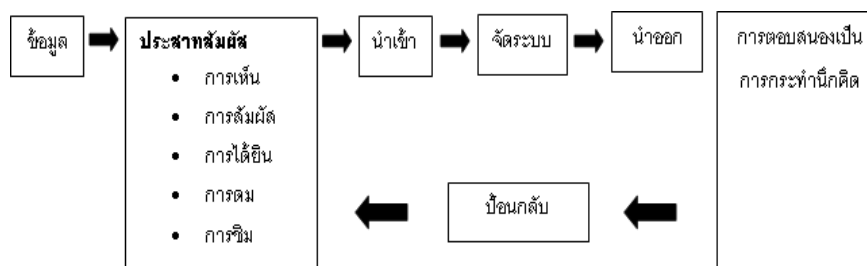 ข้อมูล
ประสาทสัมผัส
• การเห็น
• การสัมผัส
• การได้ยิน
• การดม
• การชิม
นำเข้า
จัดระบบ
นำออก
การตอบสนองเป็น
การกระทำนึกคิด
ป้อนกลับ